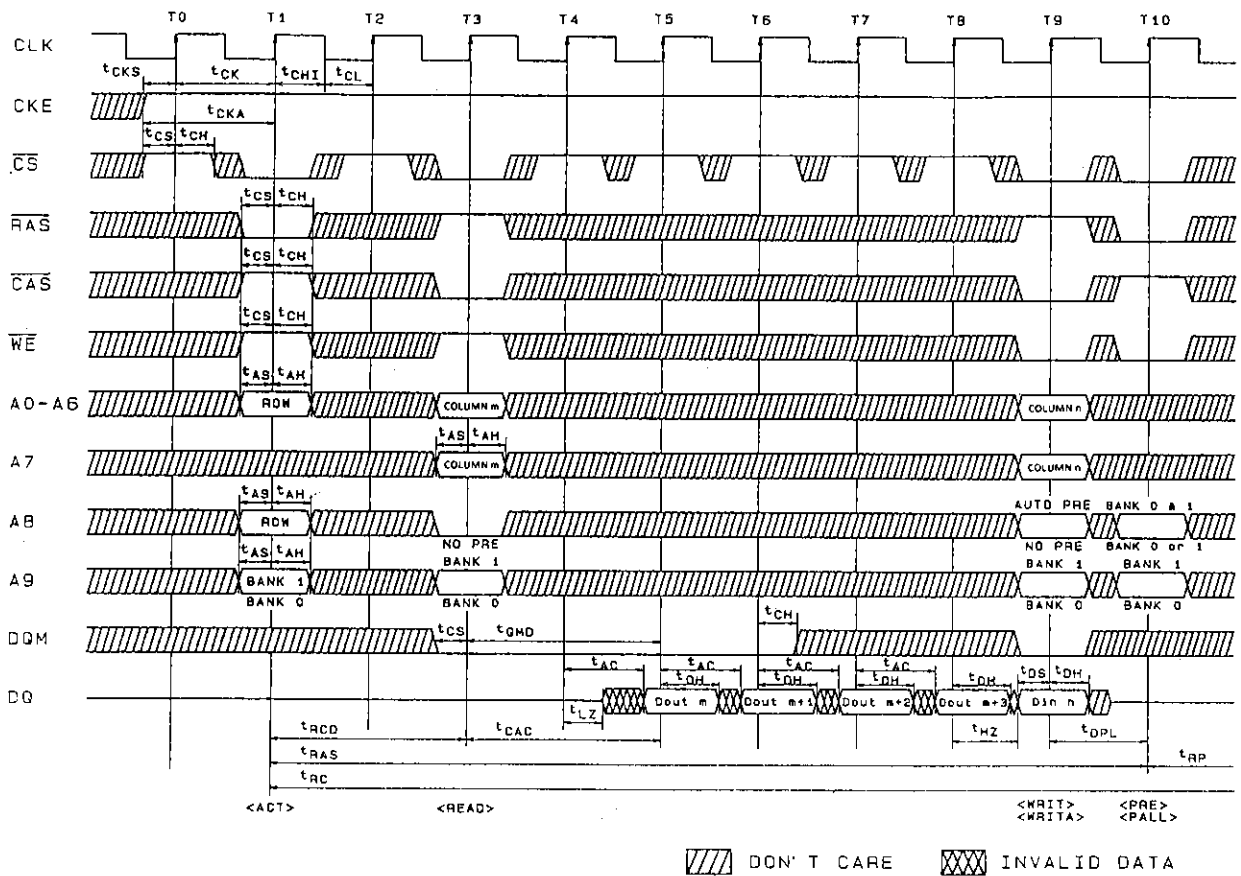 T0 T1 T2 T3 T4 T5 T6 T7 T8 T9 T10
CLK
tCKS tCK tCHI tCL
CKE
tCKA
tCS tCH
CS
tCS tCH
RAS
tCS tCH
CAS
tCS tCH
WE
tAS tAH
A0-A6 ROW COLUMN m COLUMN n
tAS tAH
A7 COLUMN m COLUMN n
tAS tAH AUTO PRE BANK 0 & 1
A8 ROW
NO PRE NO PRE BANK 0 or 1
tAS tAH BANK 1 BANK 1 BANK 1
A9 BANK 1
BANK 0 BANK 0 BANK 0 BANK 0
tCH
DQM tCS tQMD
tAC tAC tAC tAC
tOH tOH tOH tOH tDS tDH
DQ Dout m Dout m+1 Dout m+2 Dout m+3 Din n
tLZ tHZ tDPL
tRCD tCAC
tRAS tRP
tRC
<ACT> <READ> <WRIT> <PRE>
<WRITA> <PALL>
DON'T CARE INVALID DATA